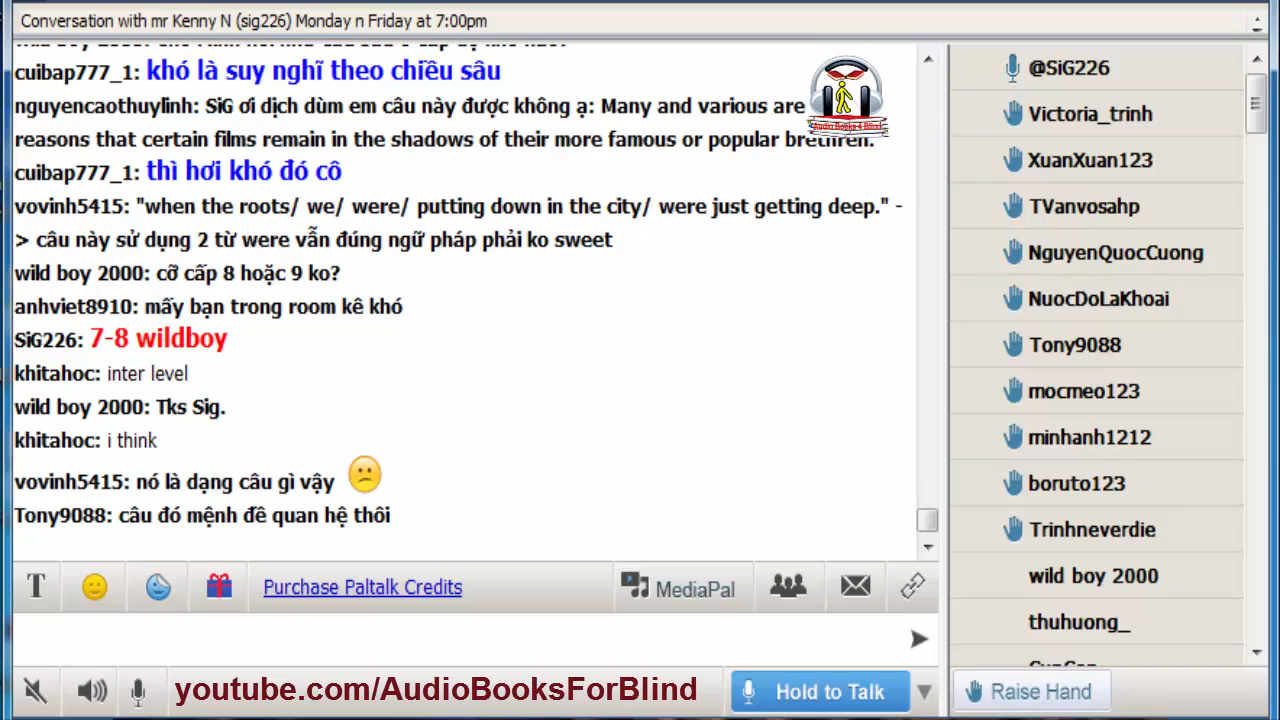 Conversation with mr Kenny N (sig226) Monday n Friday at 7:00pm
cuibap777_1: khó là suy nghĩ theo chiều sâu
nguyencaothuylinh: SiG ơi dịch dùm em câu này được không ạ: Many and various are
reasons that certain films remain in the shadows of their more famous or popular brethren.
cuibap777_1: thì hơi khó đó cô
vovinh5415: "when the roots/ we/ were/ putting down in the city/ were just getting deep." -
> câu này sử dụng 2 từ were vẫn đúng ngữ pháp phải ko sweet
wild boy 2000: cỡ cấp 8 hoặc 9 ko?
anhviet8910: mấy bạn trong room kê khó
SiG226: 7-8 wildboy
khitahoc: inter level
wild boy 2000: Tks Sig.
khitahoc: i think
vovinh5415: nó là dạng câu gì vậy
Tony9088: câu đó mệnh đề quan hệ thôi
Audio Books 4 Blind
T
Purchase Paltalk Credits
MediaPal
youtube.com/AudioBooksForBlind
Hold to Talk
@SiG226
Victoria_trinh
XuanXuan123
TVanvosahp
NguyenQuocCuong
NuocDoLaKhoai
Tony9088
mocmeo123
minhanh1212
boruto123
Trinhneverdie
wild boy 2000
thuhuong_
Raise Hand